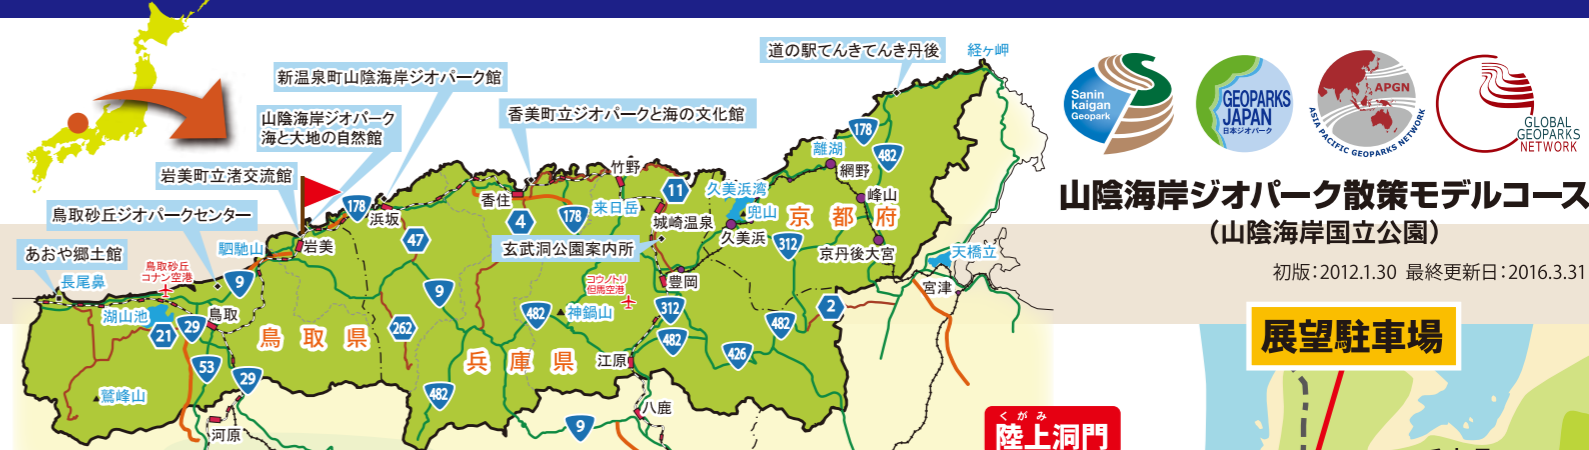 道の駅てんきてんき丹後
経ヶ岬
新温泉町山陰海岸ジオパーク館
山陰海岸ジオパーク
海と大地の自然館
香美町立ジオパークと海の文化館
岩美町立渚交流館
鳥取砂丘ジオパークセンター
あおや郷土館
玄武洞公園案内所
長尾鼻
駟馳山
鳥取砂丘
コナン空港
湖山池
鷲峰山
鳥取
岩美
浜坂
香住
竹野
来日岳
城崎温泉
久美浜湾
兜山
久美浜
離湖
網野
峰山
京丹後大宮
天橋立
宮津
豊岡
コウノトリ
但馬空港
神鍋山
江原
八鹿
河原
鳥取県
兵庫県
京都府
178
482
11
178
4
178
47
312
9
9
482
312
482
482
2
426
262
21
29
53
29
482
9
Sanin
kaigan
Geopark
GEOPARKS
JAPAN
日本ジオパーク
APGN
ASIA PACIFIC GEOPARKS NETWORK
GLOBAL
GEOPARKS
NETWORK
山陰海岸ジオパーク散策モデルコース
（山陰海岸国立公園）
初版：2012.1.30 最終更新日：2016.3.31
展望駐車場
くがみ
陸上洞門